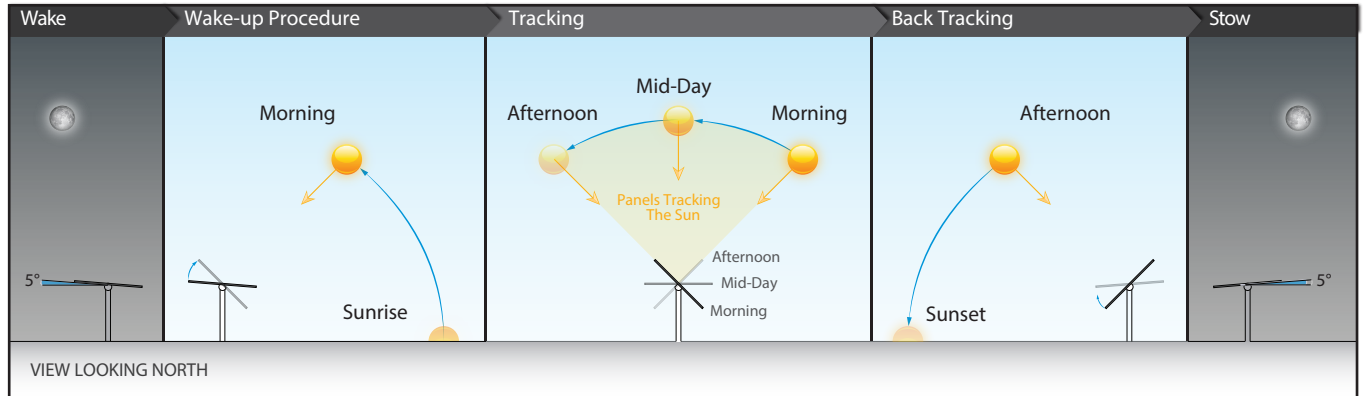 Wake
Wake-up Procedure
Tracking
Back Tracking
Stow
Mid-Day
Morning
Afternoon
Morning
Afternoon
Panels Tracking
The Sun
Afternoon
5°
Mid-Day
5°
Sunrise
Morning
Sunset
VIEW LOOKING NORTH